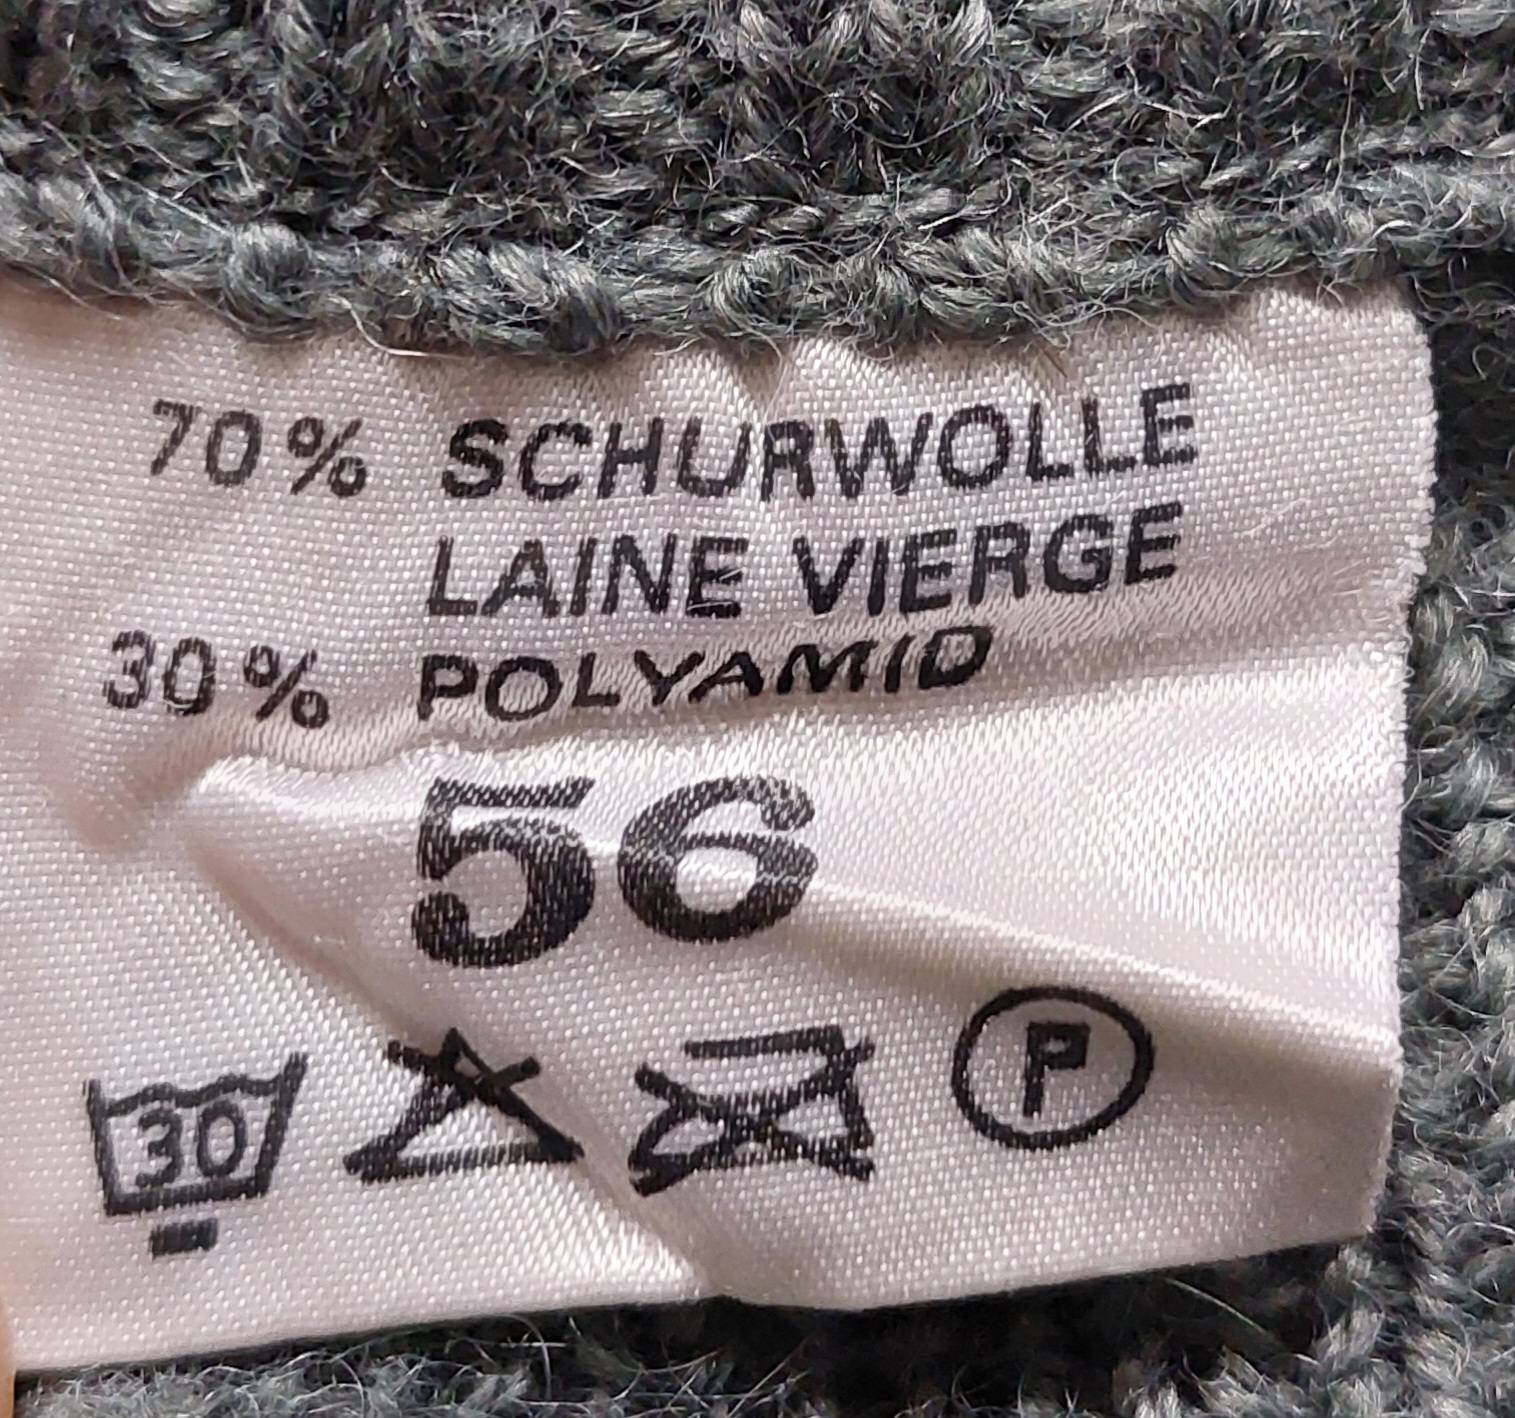 70% SCHURWOLLE
LAINE VIERGE
30% POLYAMID
56
30 P